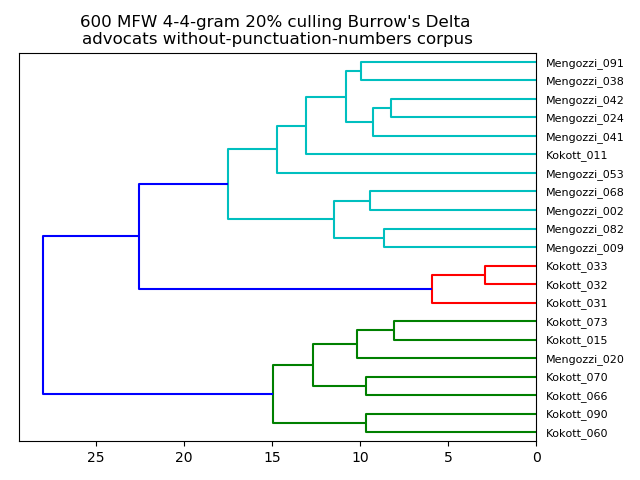 600 MFW 4-4-gram 20% culling Burrow's Delta
advocats without-punctuation-numbers corpus
Mengozzi_091
Mengozzi_038
Mengozzi_042
Mengozzi_024
Mengozzi_041
Kokott_011
Mengozzi_053
Mengozzi_068
Mengozzi_002
Mengozzi_082
Mengozzi_009
Kokott_033
Kokott_032
Kokott_031
Kokott_073
Kokott_015
Mengozzi_020
Kokott_070
Kokott_066
Kokott_090
Kokott_060
25 20 15 10 5 0